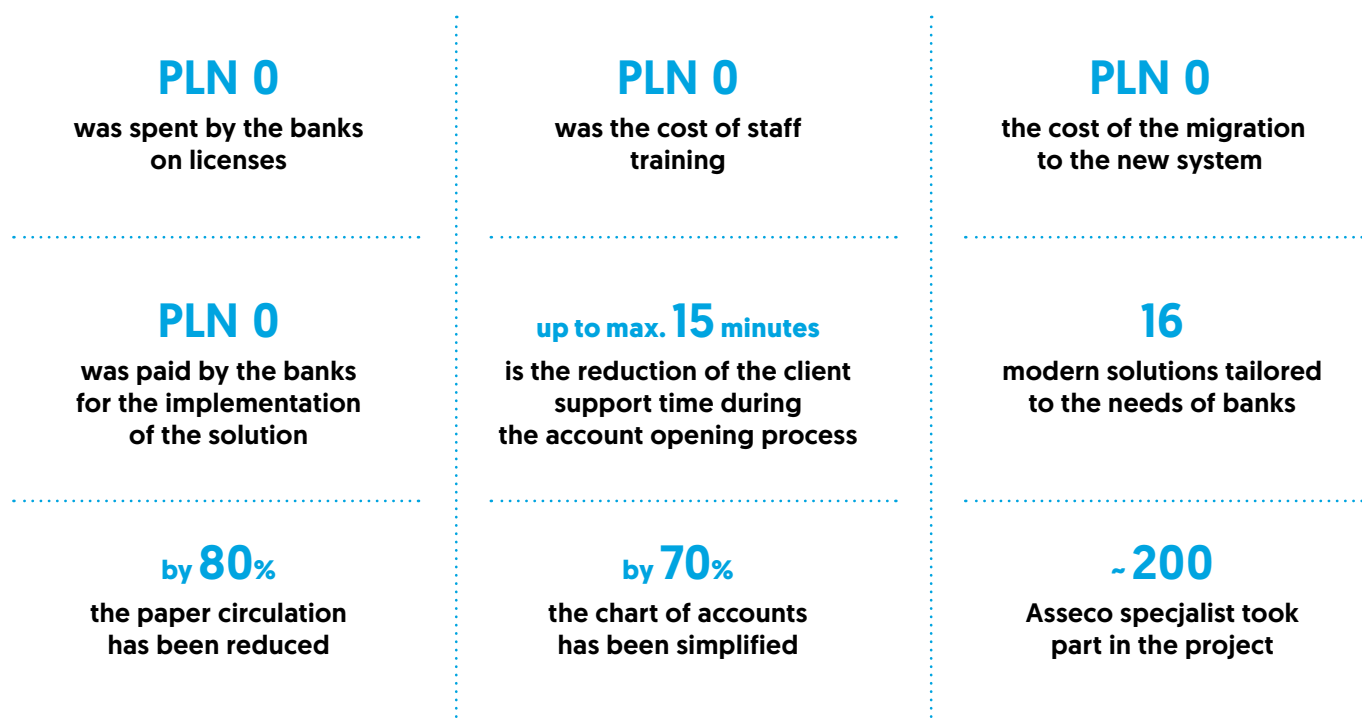 PLN 0
was spent by the banks
on licenses
PLN 0
was the cost of staff
training
PLN 0
the cost of the migration
to the new system
PLN 0
was paid by the banks
for the implementation
of the solution
up to max. 15 minutes
is the reduction of the client
support time during
the account opening process
16
modern solutions tailored
to the needs of banks
by 80%
the paper circulation
has been reduced
by 70%
the chart of accounts
has been simplified
~ 200
Asseco specjalist took
part in the project